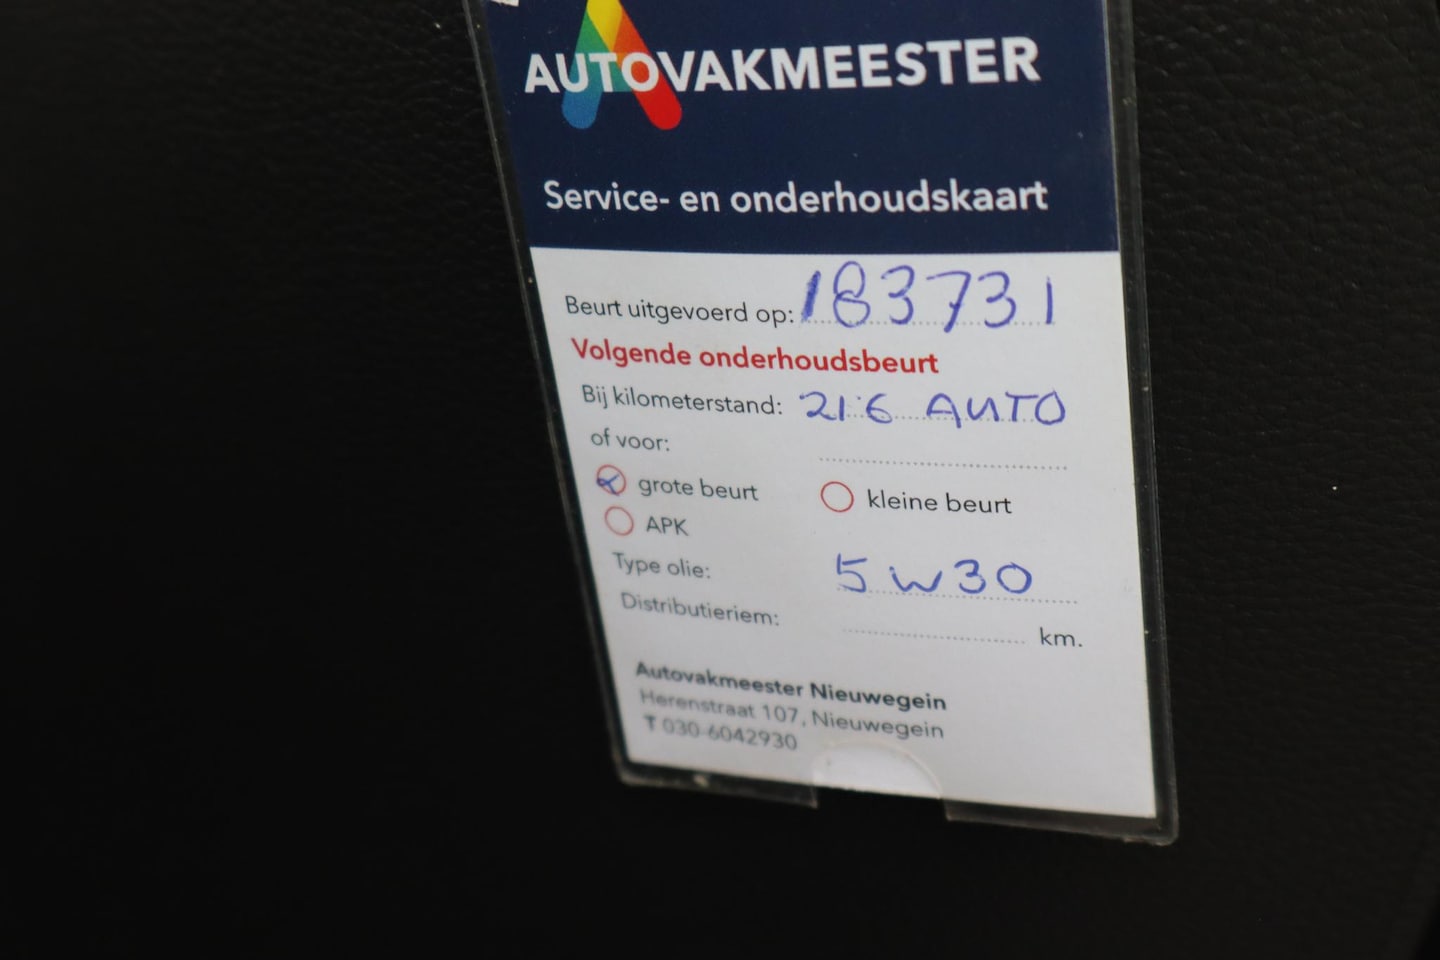 AUTOVAKMEESTER
Service- en onderhoudskaart
Beurt uitgevoerd op: 183731
Volgende onderhoudsbeurt
Bij kilometerstand: 216 AUTO
of voor:
grote beurt kleine beurt
APK
Type olie: 5W30
Distributieriem: km.
Autovakmeester Nieuwegein
Herenstraat 107, Nieuwegein
T 030-6042930